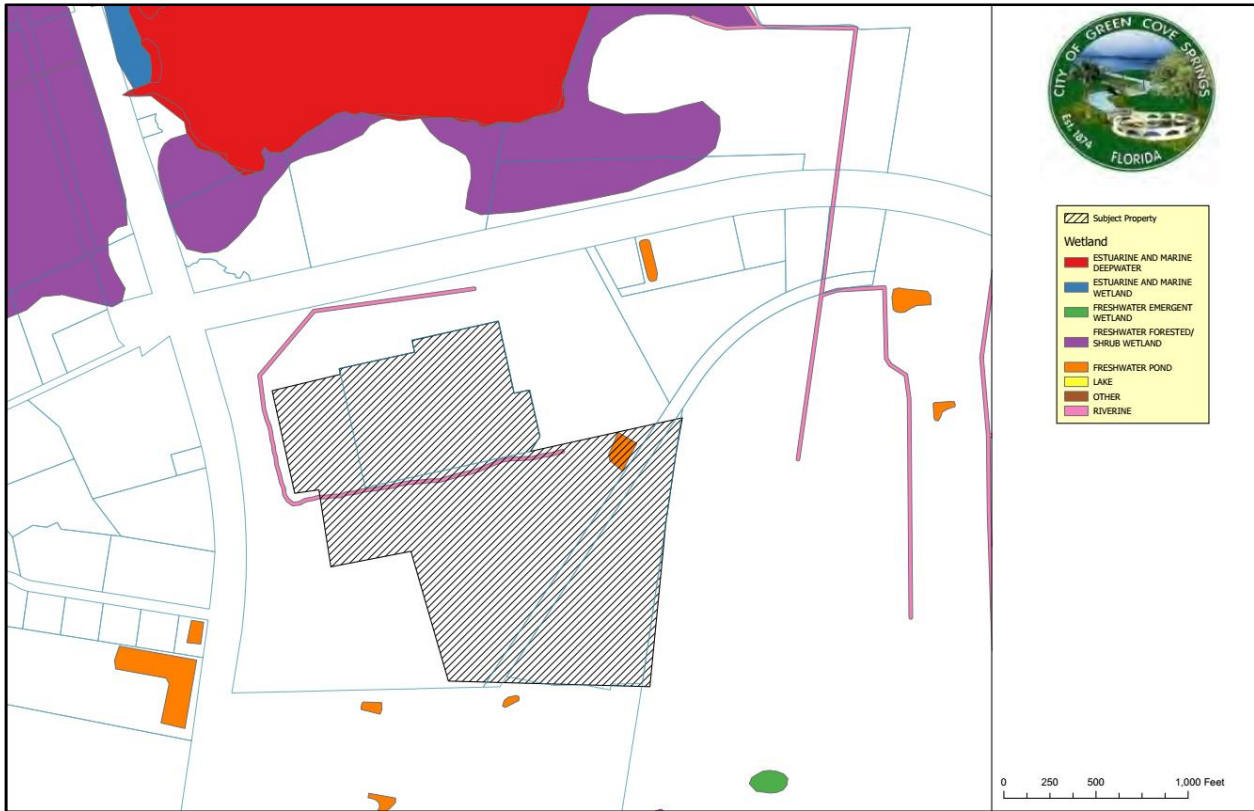 CITY OF GREEN COVE SPRINGS
Est. 1874
FLORIDA
Subject Property
Wetland
ESTUARINE AND MARINE
DEEPWATER
ESTUARINE AND MARINE
WETLAND
FRESHWATER EMERGENT
WETLAND
FRESHWATER FORESTED/
SHRUB WETLAND
FRESHWATER POND
LAKE
OTHER
RIVERINE
0 250 500 1,000 Feet